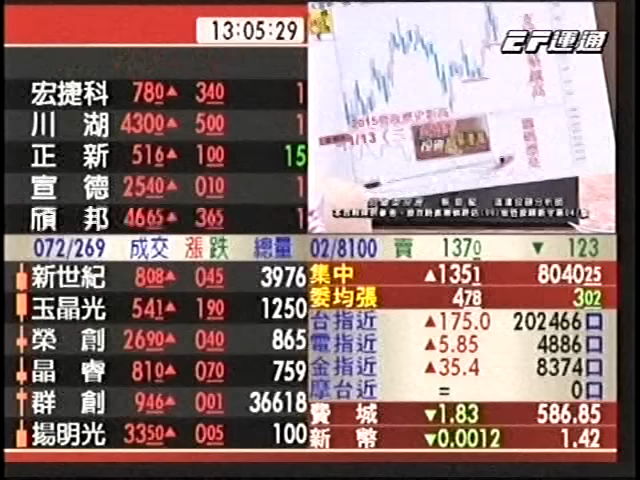 13:05:29
EF運通
宏捷科 780▲ 340 1
川湖 4300▲ 500 1
正新 516▲ 100 15
宣德 2540▲ 010 1
頎邦 4665▲ 365 1
072/269 成交 漲跌 總量
新世紀 808▲ 045 3976
玉晶光 541▲ 190 1250
榮創 2690▲ 040 865
晶睿 810▲ 070 759
群創 946▲ 001 36618
揚明光 3350▲ 005 100
02/8100 賣 1370 ▼ 123
集中 ▲1351 804025
委均張 478 302
台指近 ▲175.0 202466口
電指近 ▲5.85 4886口
金指近 ▲35.4 8374口
摩台近 = 0口
費城 ▼1.83 586.85
新幣 ▼0.0012 1.42